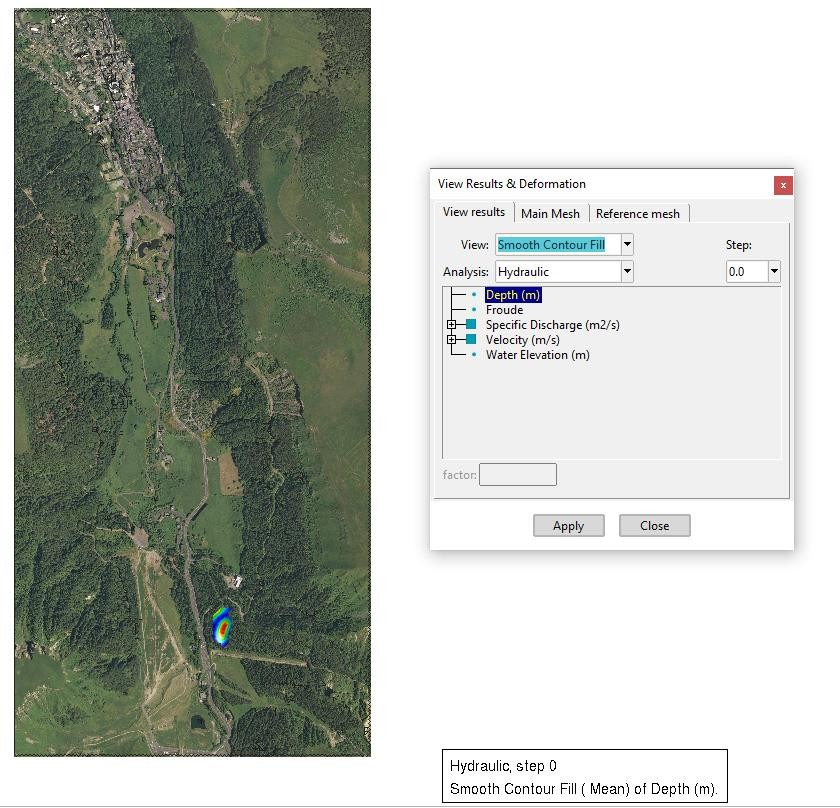 View Results & Deformation
x
View results
Main Mesh
Reference mesh
View: Smooth Contour Fill
Step:
Analysis: Hydraulic
0.0
Depth (m)
Froude
Specific Discharge (m2/s)
Velocity (m/s)
Water Elevation (m)
factor:
Apply
Close
Hydraulic, step 0
Smooth Contour Fill ( Mean) of Depth (m).